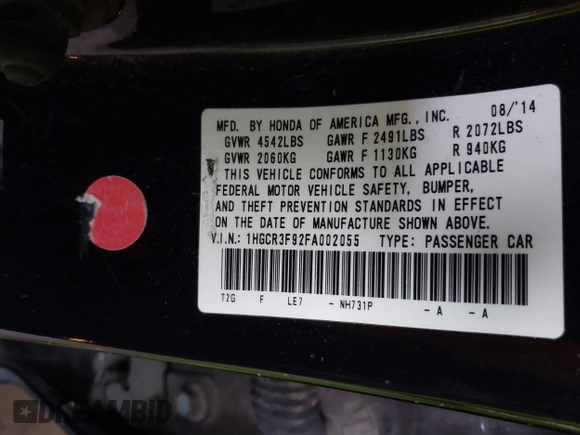 MFD. BY HONDA OF AMERICA MFG., INC. 08/'14
GVWR 4542LBS GAWR F 2491LBS R 2072LBS
GVWR 2060KG GAWR F 1130KG R 940KG
THIS VEHICLE CONFORMS TO ALL APPLICABLE
FEDERAL MOTOR VEHICLE SAFETY, BUMPER,
AND THEFT PREVENTION STANDARDS IN EFFECT
ON THE DATE OF MANUFACTURE SHOWN ABOVE.
V.I.N.: 1HGCR3F92FA002055 TYPE: PASSENGER CAR
T2G F LE7 - NH731P - A - A
DREAMBID